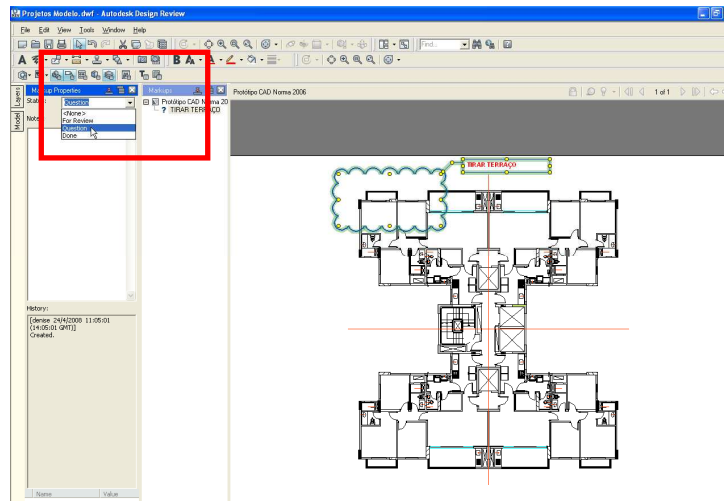 Projetos Modelo.dwf - Autodesk Design Review
File Edit View Tools Window Help
Find...
Markup Properties
Markups
Protótipo CAD Norma 2006
1 of 1
Status: Question
<None>
For Review
Question
Done
Protótipo CAD Norma 20
? TIRAR TERRAÇO
Layers
Model
TIRAR TERRAÇO
History:
[denise 24/4/2008 11:05:01
(14:05:01 GMT)]
Created.
Name Value